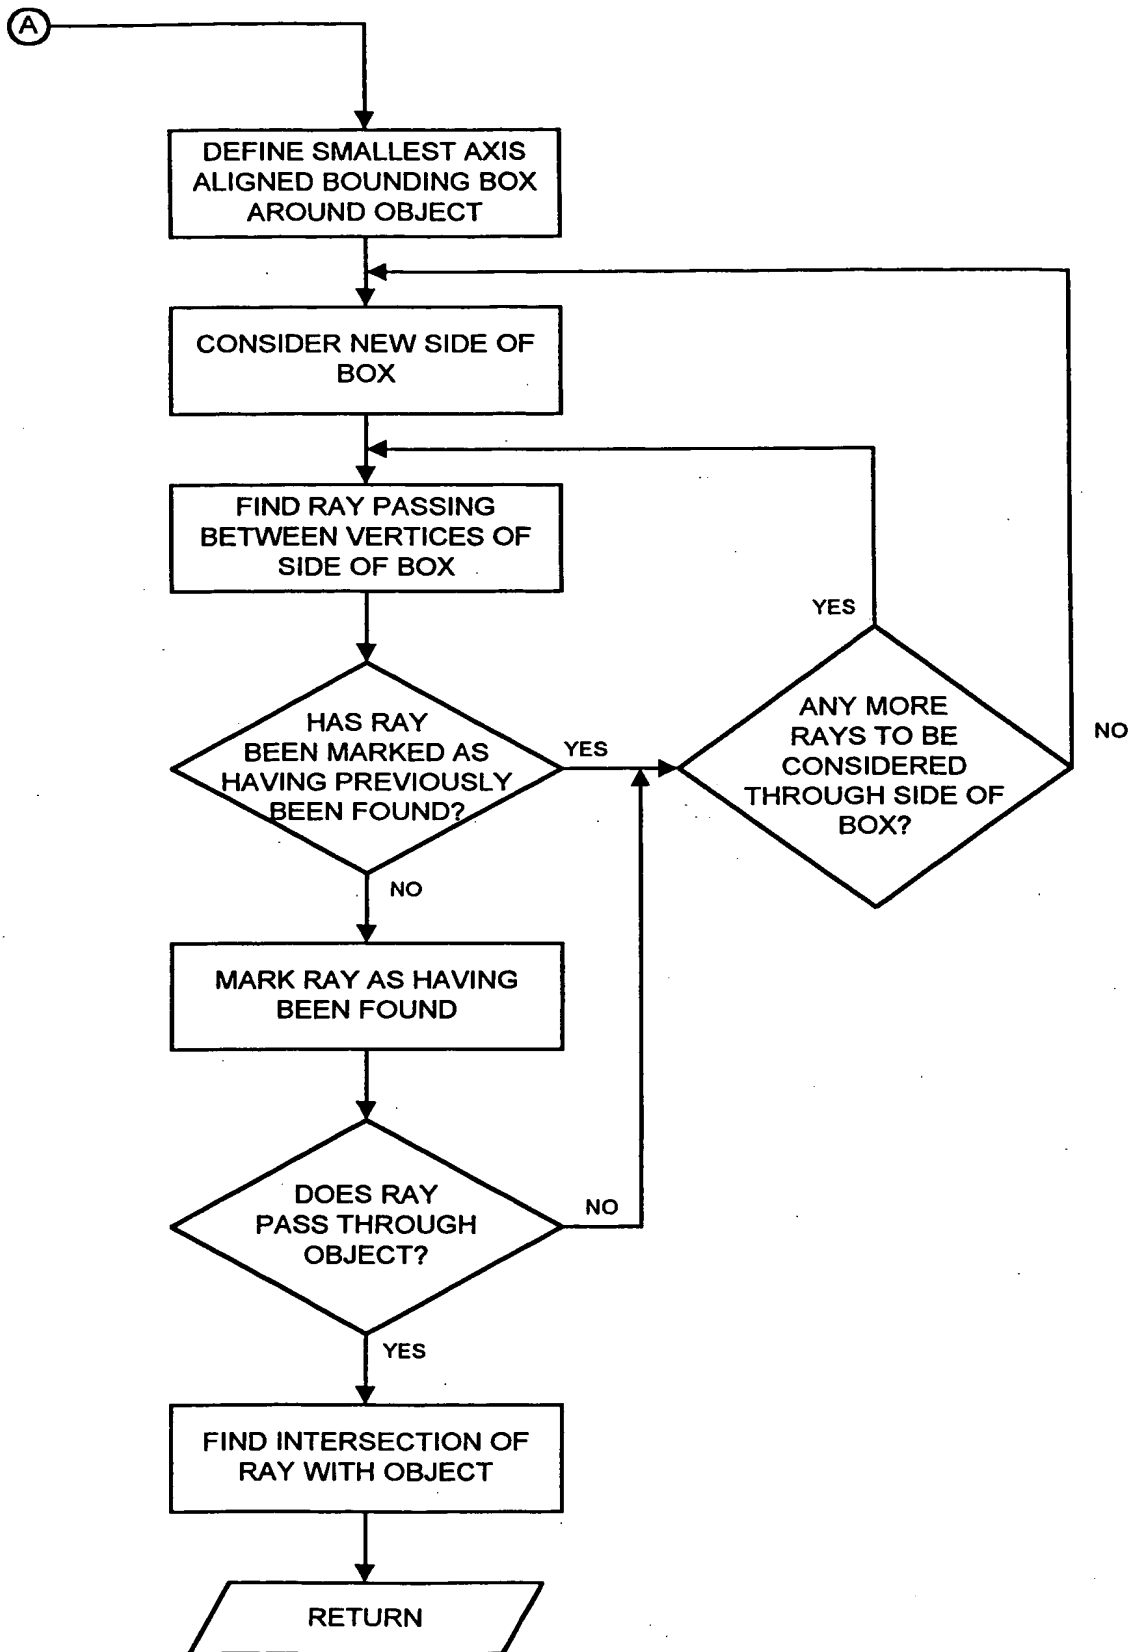 A
DEFINE SMALLEST AXIS
ALIGNED BOUNDING BOX
AROUND OBJECT
CONSIDER NEW SIDE OF
BOX
FIND RAY PASSING
BETWEEN VERTICES OF
SIDE OF BOX
HAS RAY
BEEN MARKED AS
HAVING PREVIOUSLY
BEEN FOUND?
YES
NO
YES
ANY MORE
RAYS TO BE
CONSIDERED
THROUGH SIDE OF
BOX?
NO
MARK RAY AS HAVING
BEEN FOUND
DOES RAY
PASS THROUGH
OBJECT?
NO
YES
FIND INTERSECTION OF
RAY WITH OBJECT
RETURN